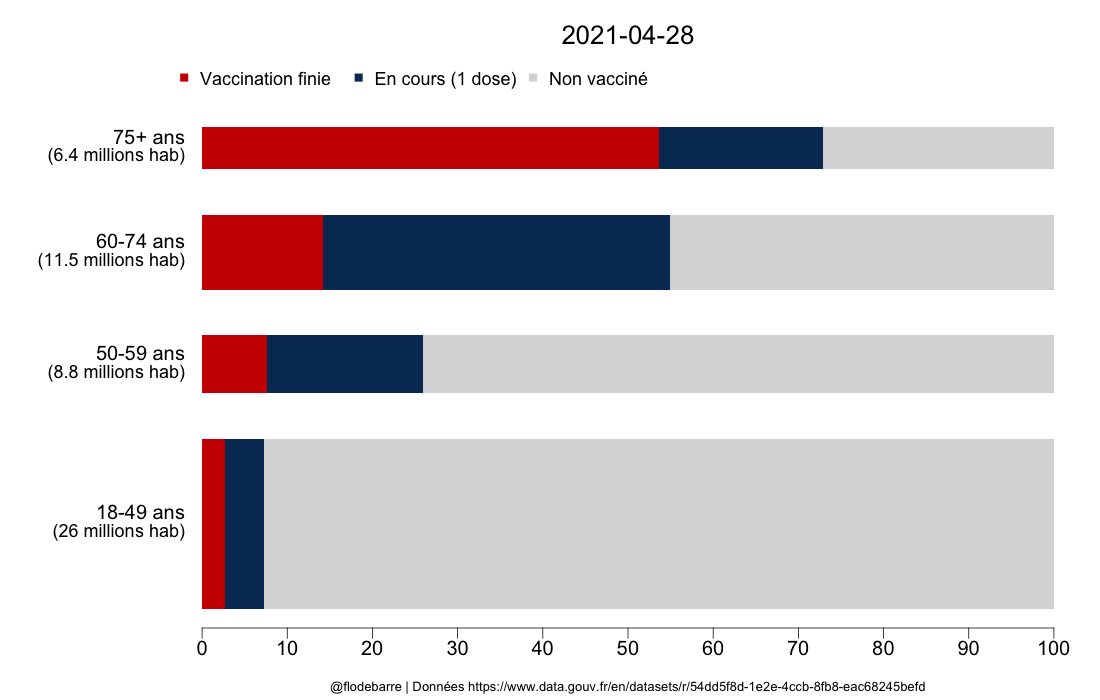 2021-04-28
Vaccination finie En cours (1 dose) Non vacciné
75+ ans
(6.4 millions hab)
60-74 ans
(11.5 millions hab)
50-59 ans
(8.8 millions hab)
18-49 ans
(26 millions hab)
0 10 20 30 40 50 60 70 80 90 100
@flodebarre | Données https://www.data.gouv.fr/en/datasets/r/54dd5f8d-1e2e-4ccb-8fb8-eac68245befd